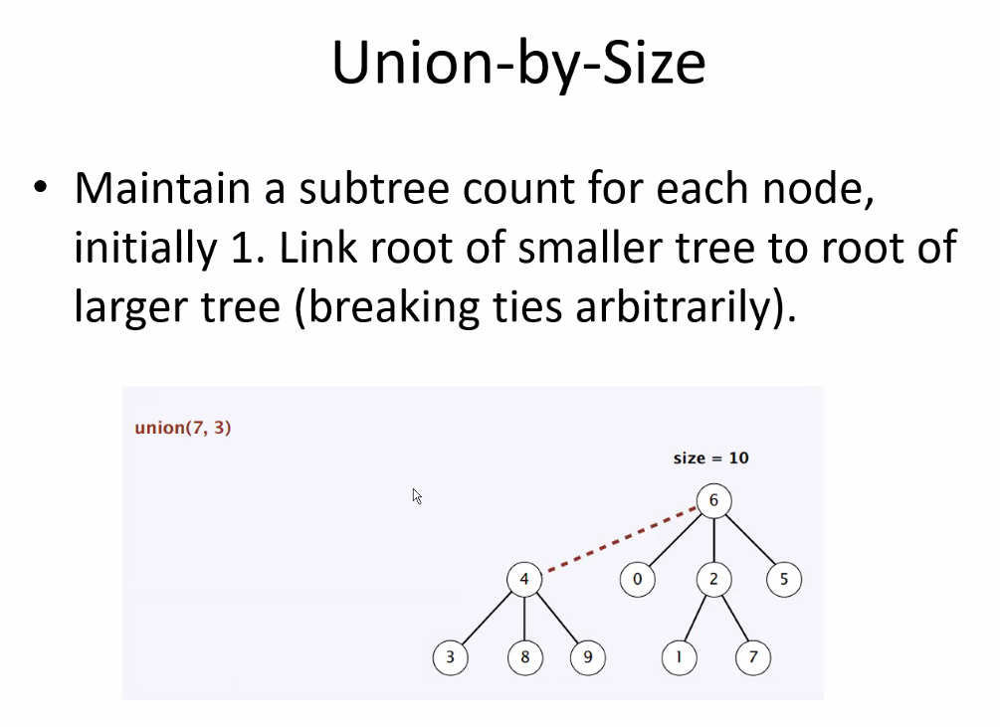 Union-by-Size
• Maintain a subtree count for each node,
initially 1. Link root of smaller tree to root of
larger tree (breaking ties arbitrarily).
union(7, 3)
size = 10
6
4 0 2 5
3 8 9 1 7